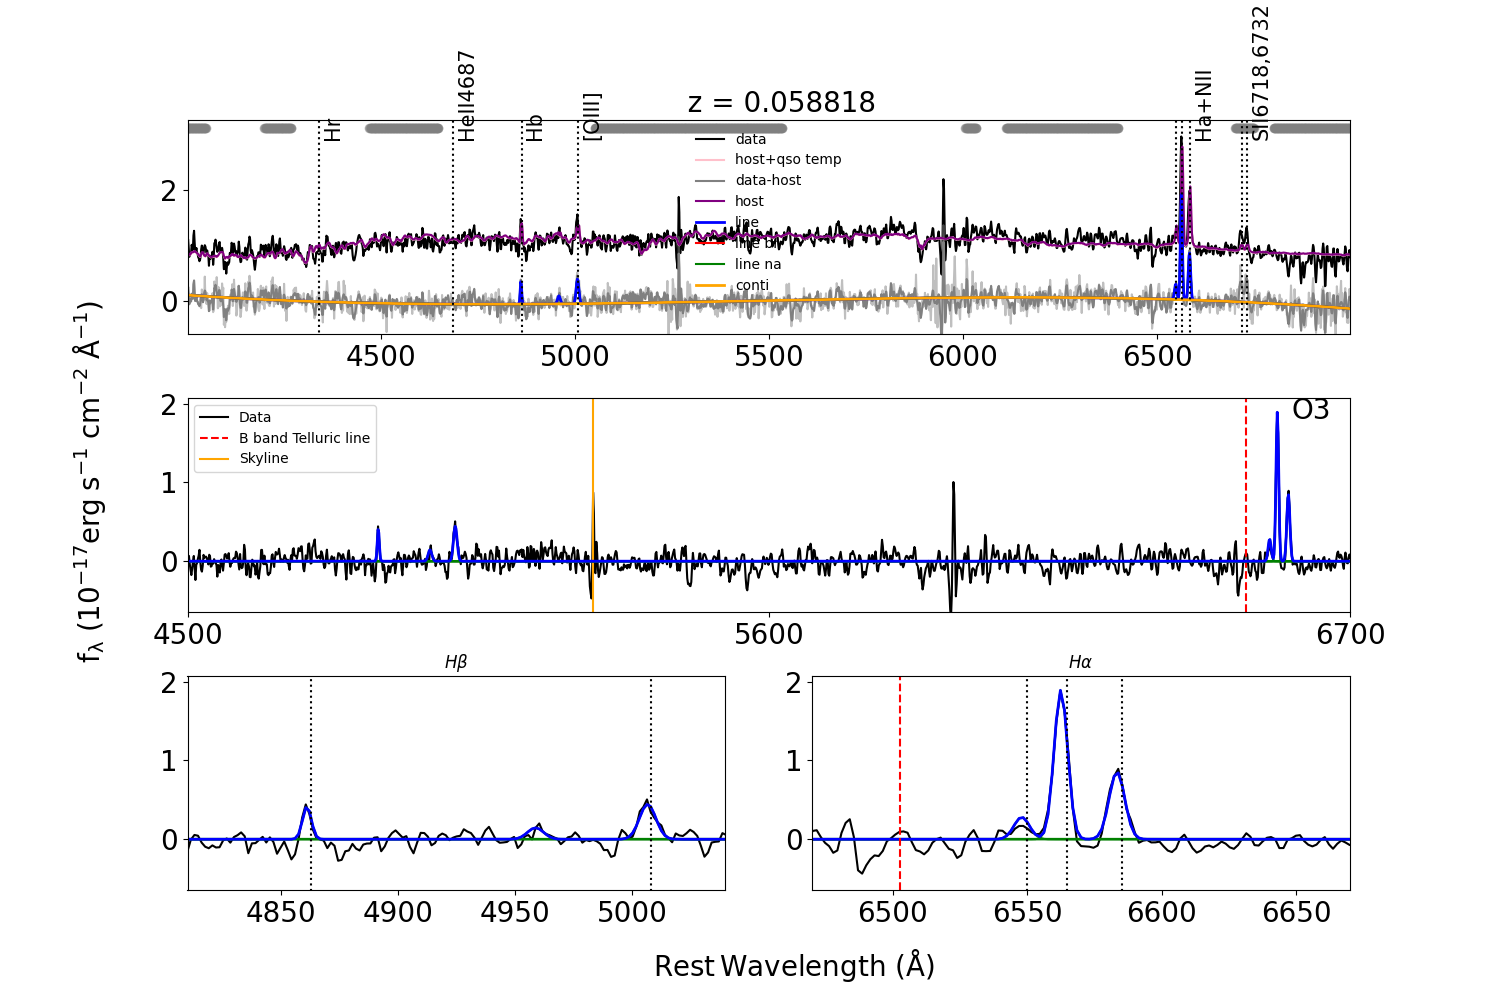 z = 0.058818
Hr
HeII4687
Hb
[OIII]
Ha+NII
SII6718,6732
data
host+qso temp
data-host
host
line
line br
line na
conti
2
0
4500
5000
5500
6000
6500
fλ (10−17erg s−1 cm−2 Å−1)
Data
B band Telluric line
Skyline
O3
2
1
0
4500
5600
6700
Hβ
2
1
0
4850
4900
4950
5000
Hα
2
1
0
6500
6550
6600
6650
Rest Wavelength (Å)